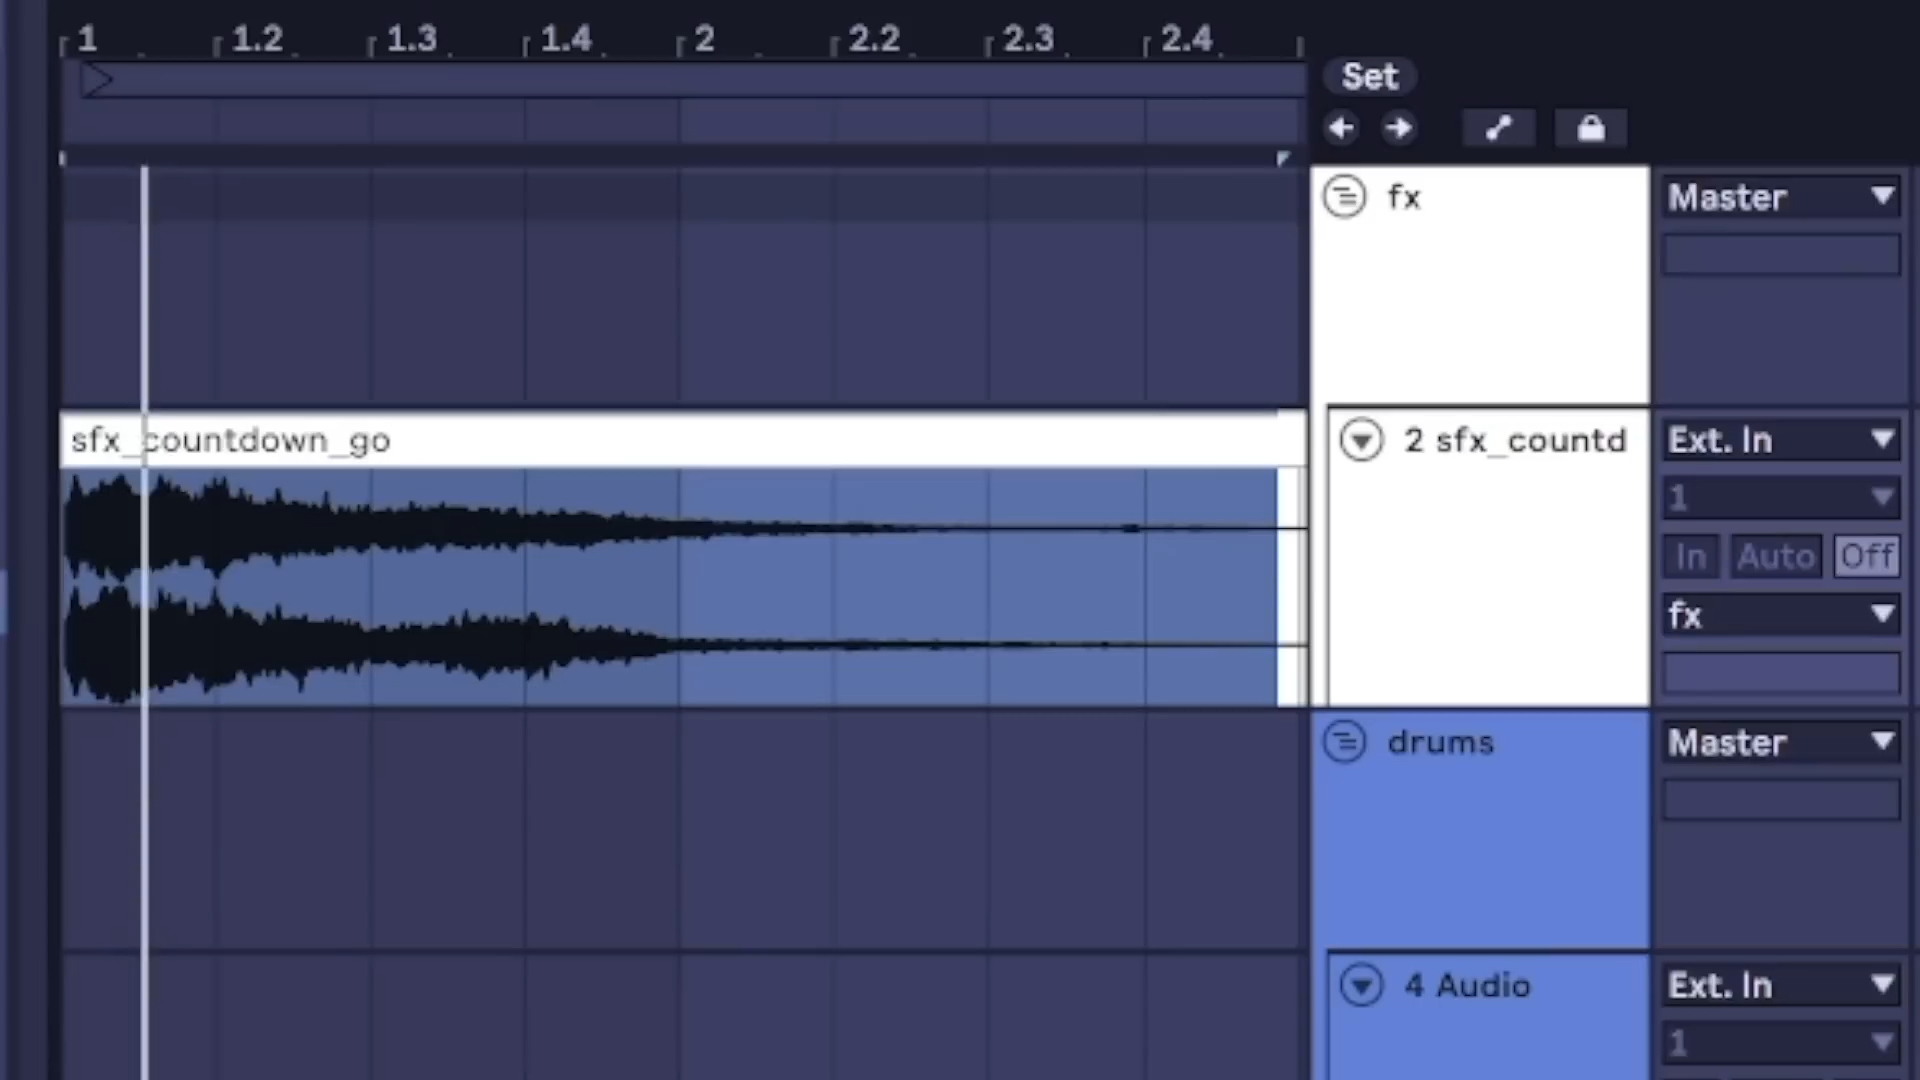 1 1.2 1.3 1.4 2 2.2 2.3 2.4
Set
fx Master
sfx_countdown_go 2 sfx_countd Ext. In
1
In Auto Off
fx
drums Master
4 Audio Ext. In
1